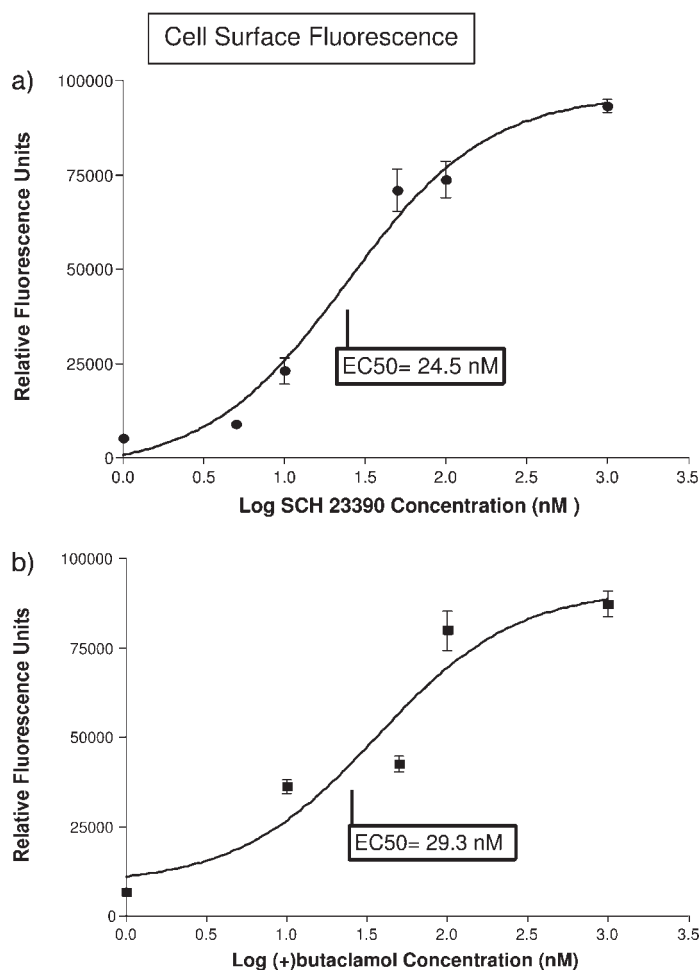 Cell Surface Fluorescence
a)
Relative Fluorescence Units
100000
75000
50000
25000
0
EC50= 24.5 nM
0.0 0.5 1.0 1.5 2.0 2.5 3.0 3.5
Log SCH 23390 Concentration (nM )
b)
Relative Fluorescence Units
100000
75000
50000
25000
0
EC50= 29.3 nM
0.0 0.5 1.0 1.5 2.0 2.5 3.0 3.5
Log (+)butaclamol Concentration (nM)